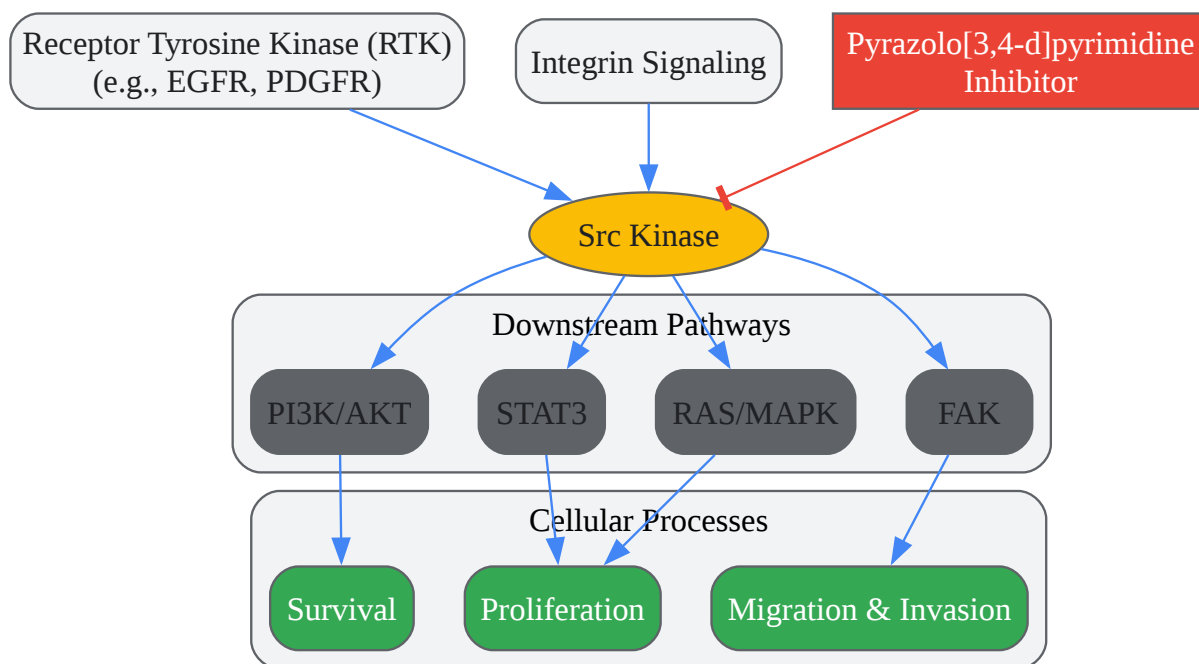 Receptor Tyrosine Kinase (RTK)
(e.g., EGFR, PDGFR)
Integrin Signaling
Pyrazolo[3,4-d]pyrimidine
Inhibitor
Src Kinase
Downstream Pathways
PI3K/AKT
STAT3
RAS/MAPK
FAK
Cellular Processes
Survival
Proliferation
Migration & Invasion